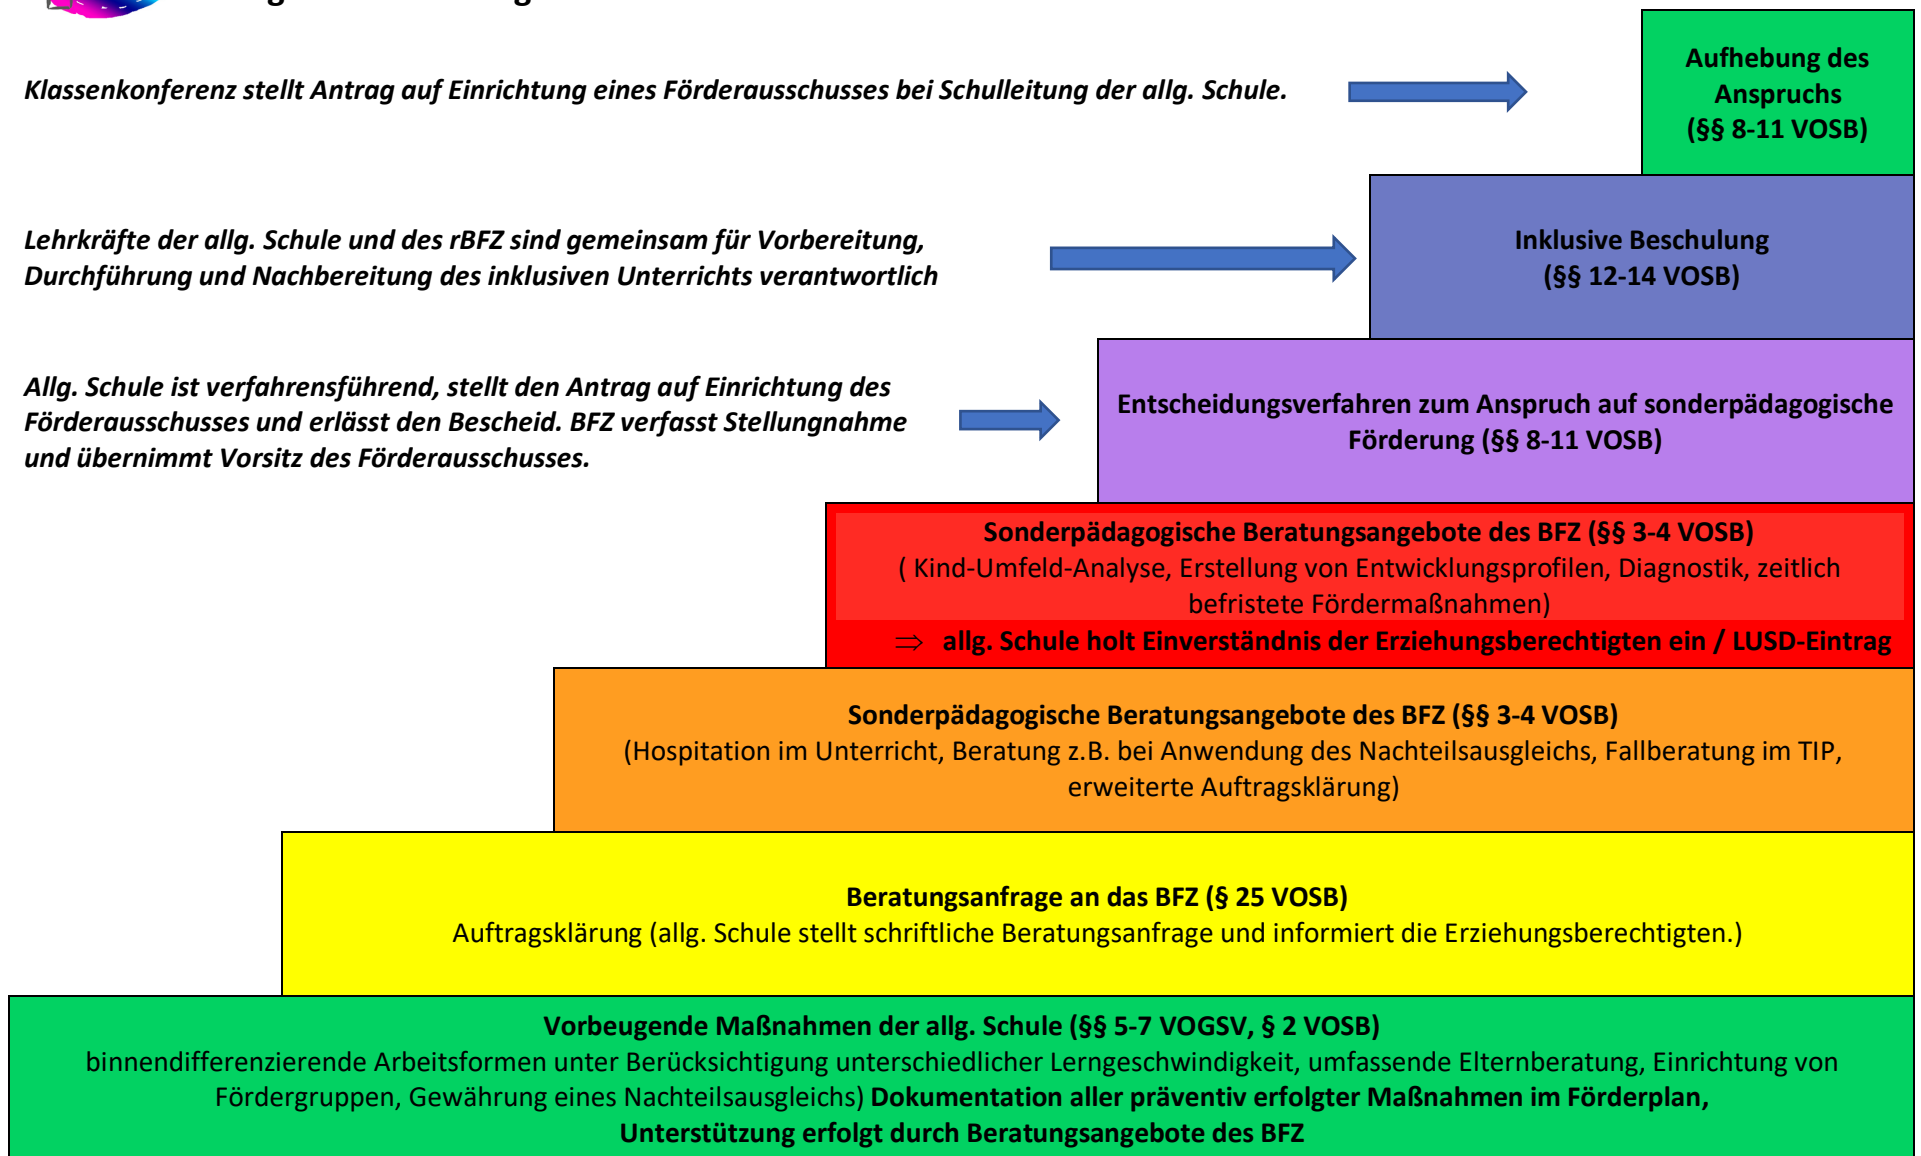 Aufhebung des
Anspruchs
(§§ 8-11 VOSB)
Klassenkonferenz stellt Antrag auf Einrichtung eines Förderausschusses bei Schulleitung der allg. Schule.
Inklusive Beschulung
(§§ 12-14 VOSB)
Lehrkräfte der allg. Schule und des rBFZ sind gemeinsam für Vorbereitung,
Durchführung und Nachbereitung des inklusiven Unterrichts verantwortlich
Allg. Schule ist verfahrensführend, stellt den Antrag auf Einrichtung des
Förderausschusses und erlässt den Bescheid. BFZ verfasst Stellungnahme
und übernimmt Vorsitz des Förderausschusses.
Entscheidungsverfahren zum Anspruch auf sonderpädagogische
Förderung (§§ 8-11 VOSB)
Sonderpädagogische Beratungsangebote des BFZ (§§ 3-4 VOSB)
( Kind-Umfeld-Analyse, Erstellung von Entwicklungsprofilen, Diagnostik, zeitlich
befristete Fördermaßnahmen)
⇒ allg. Schule holt Einverständnis der Erziehungsberechtigten ein / LUSD-Eintrag
Sonderpädagogische Beratungsangebote des BFZ (§§ 3-4 VOSB)
(Hospitation im Unterricht, Beratung z.B. bei Anwendung des Nachteilsausgleichs, Fallberatung im TIP,
erweiterte Auftragsklärung)
Beratungsanfrage an das BFZ (§ 25 VOSB)
Auftragsklärung (allg. Schule stellt schriftliche Beratungsanfrage und informiert die Erziehungsberechtigten.)
Vorbeugende Maßnahmen der allg. Schule (§§ 5-7 VOGSV, § 2 VOSB)
binnendifferenzierende Arbeitsformen unter Berücksichtigung unterschiedlicher Lerngeschwindigkeit, umfassende Elternberatung, Einrichtung von
Fördergruppen, Gewährung eines Nachteilsausgleichs) Dokumentation aller präventiv erfolgter Maßnahmen im Förderplan,
Unterstützung erfolgt durch Beratungsangebote des BFZ